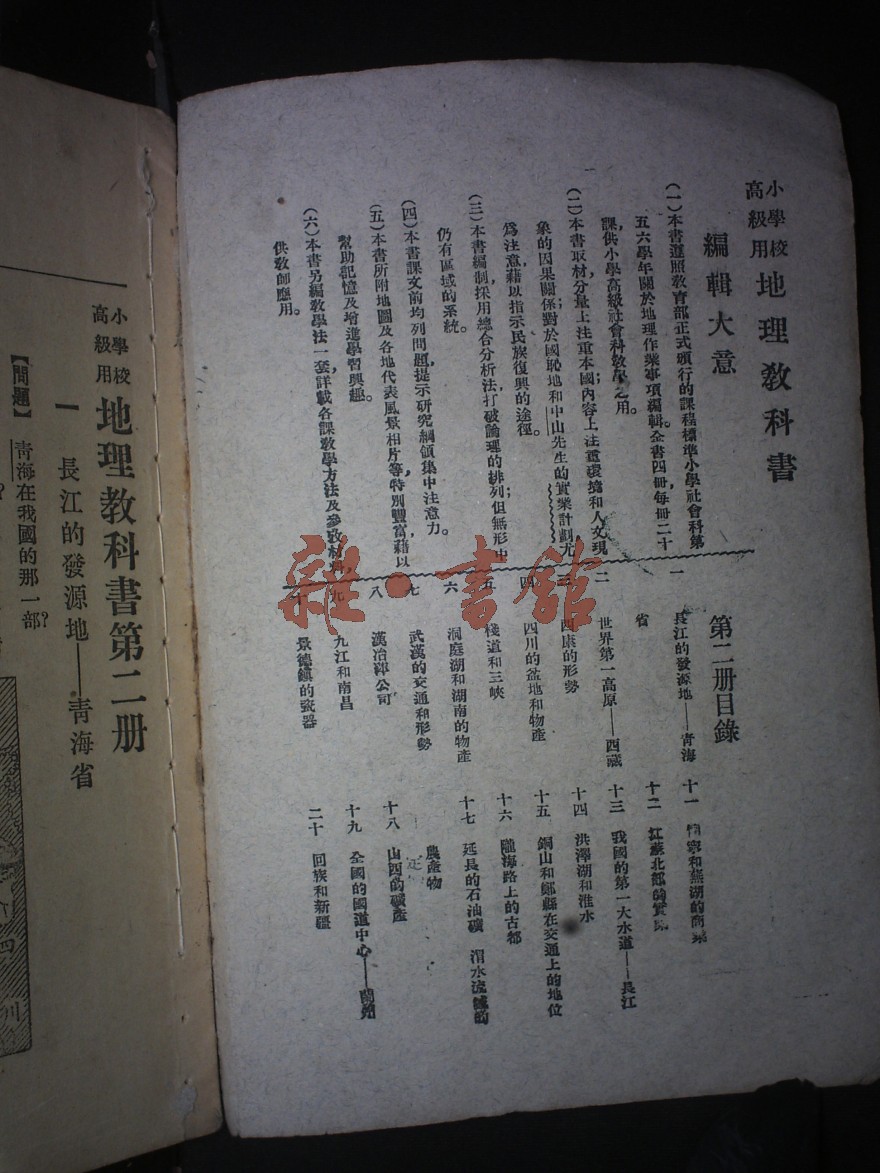 小學校
高級用
地理教科書
編輯大意
(一)本書遵照教育部正式頒行的課程標準小學社會科第
五六學年關於地理作業事項編輯全書四冊每冊二十
課,供小學高級社會科教學之用。
(二)本書取材,分量上注重本國;內容上注重環境和人文現
象的因果關係;對於國恥地和中山先生的實業計劃尤
為注意,藉以指示民族復興的途徑。
(三)本書編制採用總合分析法,打破論理的排列;但無形中
仍有區域的系統。
(四)本書課文前均列問題,提示研究綱領集中注意力。
(五)本書所附地圖及各地代表風景相片等,特別豐富藉以
幫助記憶及增進學習興趣。
(六)本書另編教學法一套,詳載各課教學方法及參攷材料,
供教師應用。
第二册目錄
一 長江的發源地——靑海
省
二 世界第一高原——西藏
三 西康的形勢
四 四川的盆地和物產
五 棧道和三峽
六 洞庭湖和湖南的物產
七 武漢的交通和形勢
八 漢冶萍公司
九 九江和南昌
十 景德鎮的瓷器
十一 和蕪湖的商業
十二 江蘇北部的
十三 我國的第一大水道——長江
十四 洪澤湖和淮水
十五 銅山和鄭縣在交通上的地位
十六 隴海路上的古都
十七 延長的石油礦 渭水流域的
農產物
十八 山西的礦產
十九 全國的國道中心——蘭州
二十 回族和新疆
雜·書館
小學校
高級用
地理教科書第二册
一 長江的發源地——靑海省
【問題】 靑海在我國的那一部?
四
川